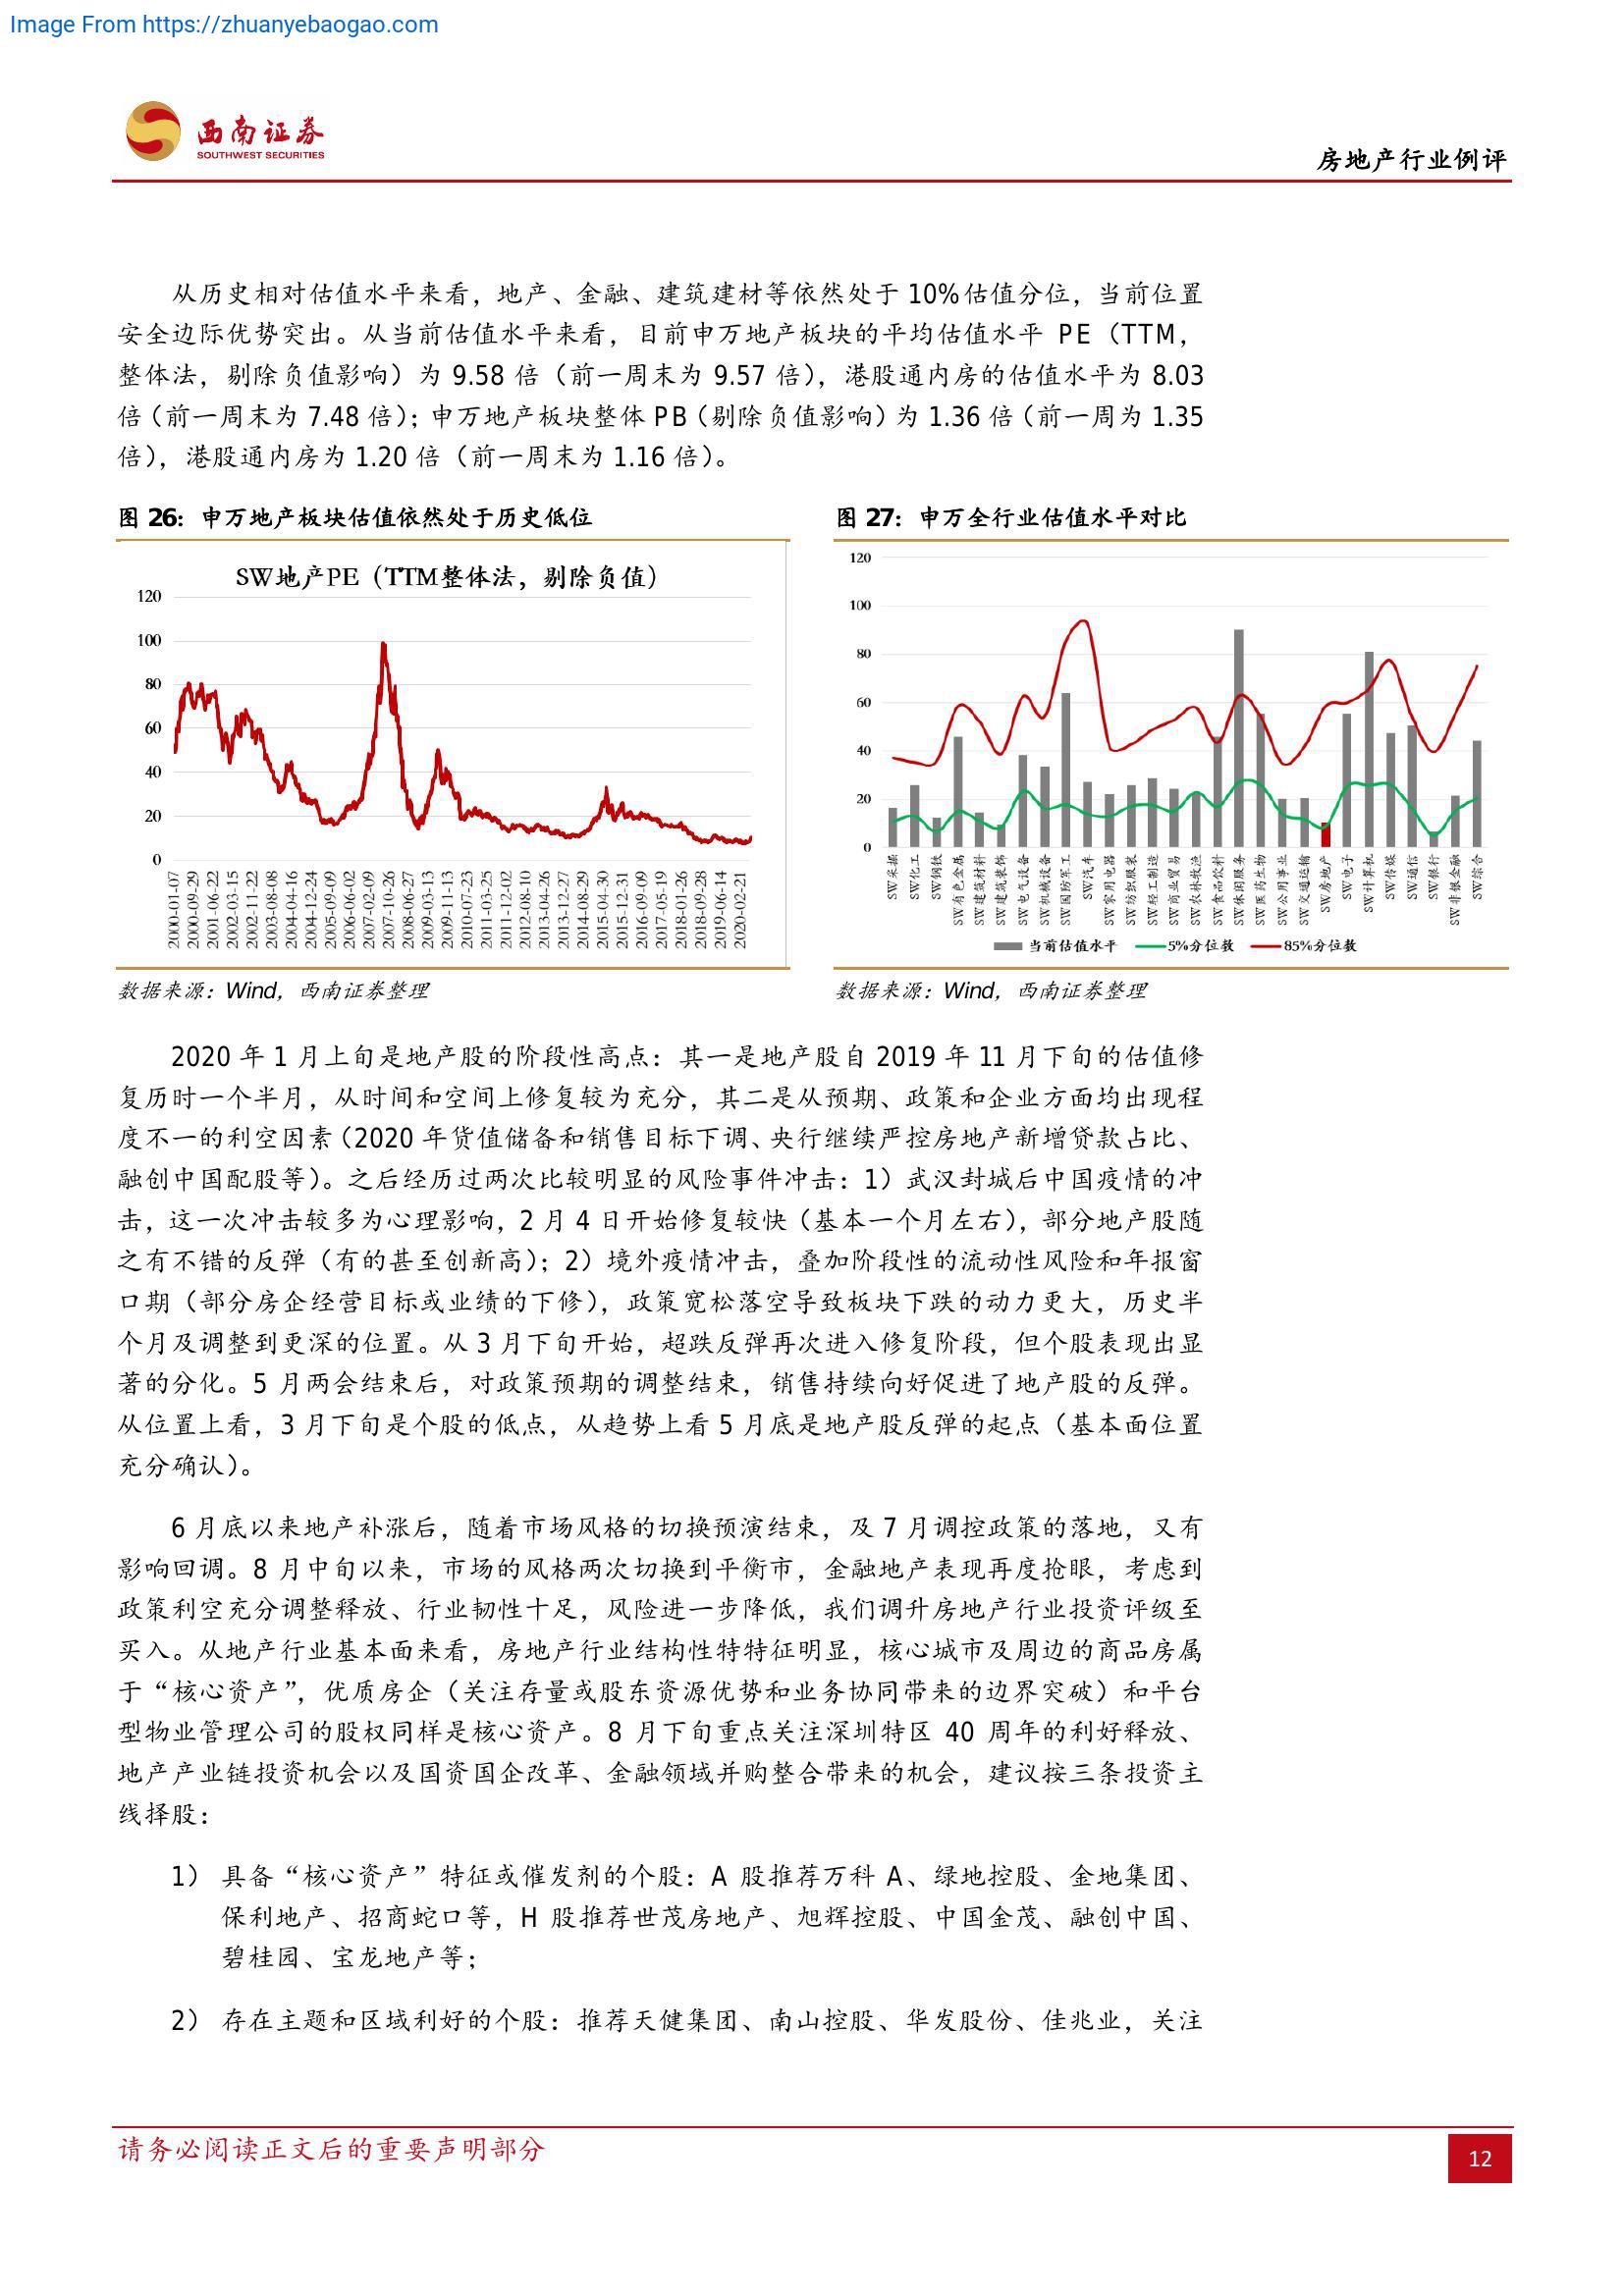 Image From https://zhuanyebaogao.com
西南证券
SOUTHWEST SECURITIES
房地产行业例评
从历史相对估值水平来看，地产、金融、建筑建材等依然处于 10%估值分位，当前位置
安全边际优势突出。从当前估值水平来看，目前申万地产板块的平均估值水平 PE（TTM，
整体法，剔除负值影响）为 9.58 倍（前一周末为 9.57 倍），港股通内房的估值水平为 8.03
倍（前一周末为 7.48 倍）；申万地产板块整体 PB（剔除负值影响）为 1.36 倍（前一周为 1.35
倍），港股通内房为 1.20 倍（前一周末为 1.16 倍）。
图 26：申万地产板块估值依然处于历史低位
SW地产PE（TTM整体法，剔除负值）
120
100
80
60
40
20
0
2000-01-07
2000-09-29
2001-06-22
2002-03-15
2002-11-22
2003-08-08
2004-04-16
2004-12-24
2005-09-09
2006-06-02
2007-02-09
2007-10-26
2008-06-27
2009-03-13
2009-11-13
2010-07-23
2011-03-25
2011-12-02
2012-08-10
2013-04-26
2013-12-27
2014-08-29
2015-04-30
2015-12-31
2016-09-09
2017-05-19
2018-01-26
2018-09-28
2019-06-14
2020-02-21
数据来源：Wind，西南证券整理
图 27：申万全行业估值水平对比
120
100
80
60
40
20
0
SW采掘
SW化工
SW钢铁
SW有色金属
SW建筑材料
SW建筑装饰
SW电气设备
SW机械设备
SW国防军工
SW汽车
SW家用电器
SW纺织服装
SW轻工制造
SW商业贸易
SW农林牧渔
SW食品饮料
SW休闲服务
SW医药生物
SW公用事业
SW交通运输
SW房地产
SW电子
SW计算机
SW传媒
SW通信
SW银行
SW非银金融
SW综合
当前估值水平 5%分位数 85%分位数
数据来源：Wind，西南证券整理
2020 年 1 月上旬是地产股的阶段性高点：其一是地产股自 2019 年 11 月下旬的估值修
复历时一个半月，从时间和空间上修复较为充分，其二是从预期、政策和企业方面均出现程
度不一的利空因素（2020 年货值储备和销售目标下调、央行继续严控房地产新增贷款占比、
融创中国配股等）。之后经历过两次比较明显的风险事件冲击：1）武汉封城后中国疫情的冲
击，这一次冲击较多为心理影响，2 月 4 日开始修复较快（基本一个月左右），部分地产股随
之有不错的反弹（有的甚至创新高）；2）境外疫情冲击，叠加阶段性的流动性风险和年报窗
口期（部分房企经营目标或业绩的下修），政策宽松落空导致板块下跌的动力更大，历史半
个月及调整到更深的位置。从 3 月下旬开始，超跌反弹再次进入修复阶段，但个股表现出显
著的分化。5 月两会结束后，对政策预期的调整结束，销售持续向好促进了地产股的反弹。
从位置上看，3 月下旬是个股的低点，从趋势上看 5 月底是地产股反弹的起点（基本面位置
充分确认）。
6 月底以来地产补涨后，随着市场风格的切换预演结束，及 7 月调控政策的落地，又有
影响回调。8 月中旬以来，市场的风格两次切换到平衡市，金融地产表现再度抢眼，考虑到
政策利空充分调整释放、行业韧性十足，风险进一步降低，我们调升房地产行业投资评级至
买入。从地产行业基本面来看，房地产行业结构性特特征明显，核心城市及周边的商品房属
于“核心资产”，优质房企（关注存量或股东资源优势和业务协同带来的边界突破）和平台
型物业管理公司的股权同样是核心资产。8 月下旬重点关注深圳特区 40 周年的利好释放、
地产产业链投资机会以及国资国企改革、金融领域并购整合带来的机会，建议按三条投资主
线择股：
1） 具备“核心资产”特征或催发剂的个股：A 股推荐万科 A、绿地控股、金地集团、
保利地产、招商蛇口等，H 股推荐世茂房地产、旭辉控股、中国金茂、融创中国、
碧桂园、宝龙地产等；
2） 存在主题和区域利好的个股：推荐天健集团、南山控股、华发股份、佳兆业，关注
请务必阅读正文后的重要声明部分
12